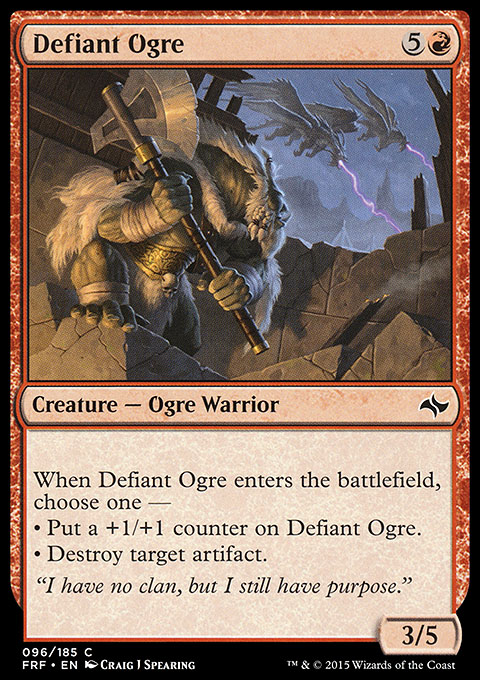 Defiant Ogre 5
Creature — Ogre Warrior
When Defiant Ogre enters the battlefield,
choose one —
• Put a +1/+1 counter on Defiant Ogre.
• Destroy target artifact.
“I have no clan, but I still have purpose.”
3/5
096/185 C
FRF • EN Craig J Spearing
™ & © 2015 Wizards of the Coast